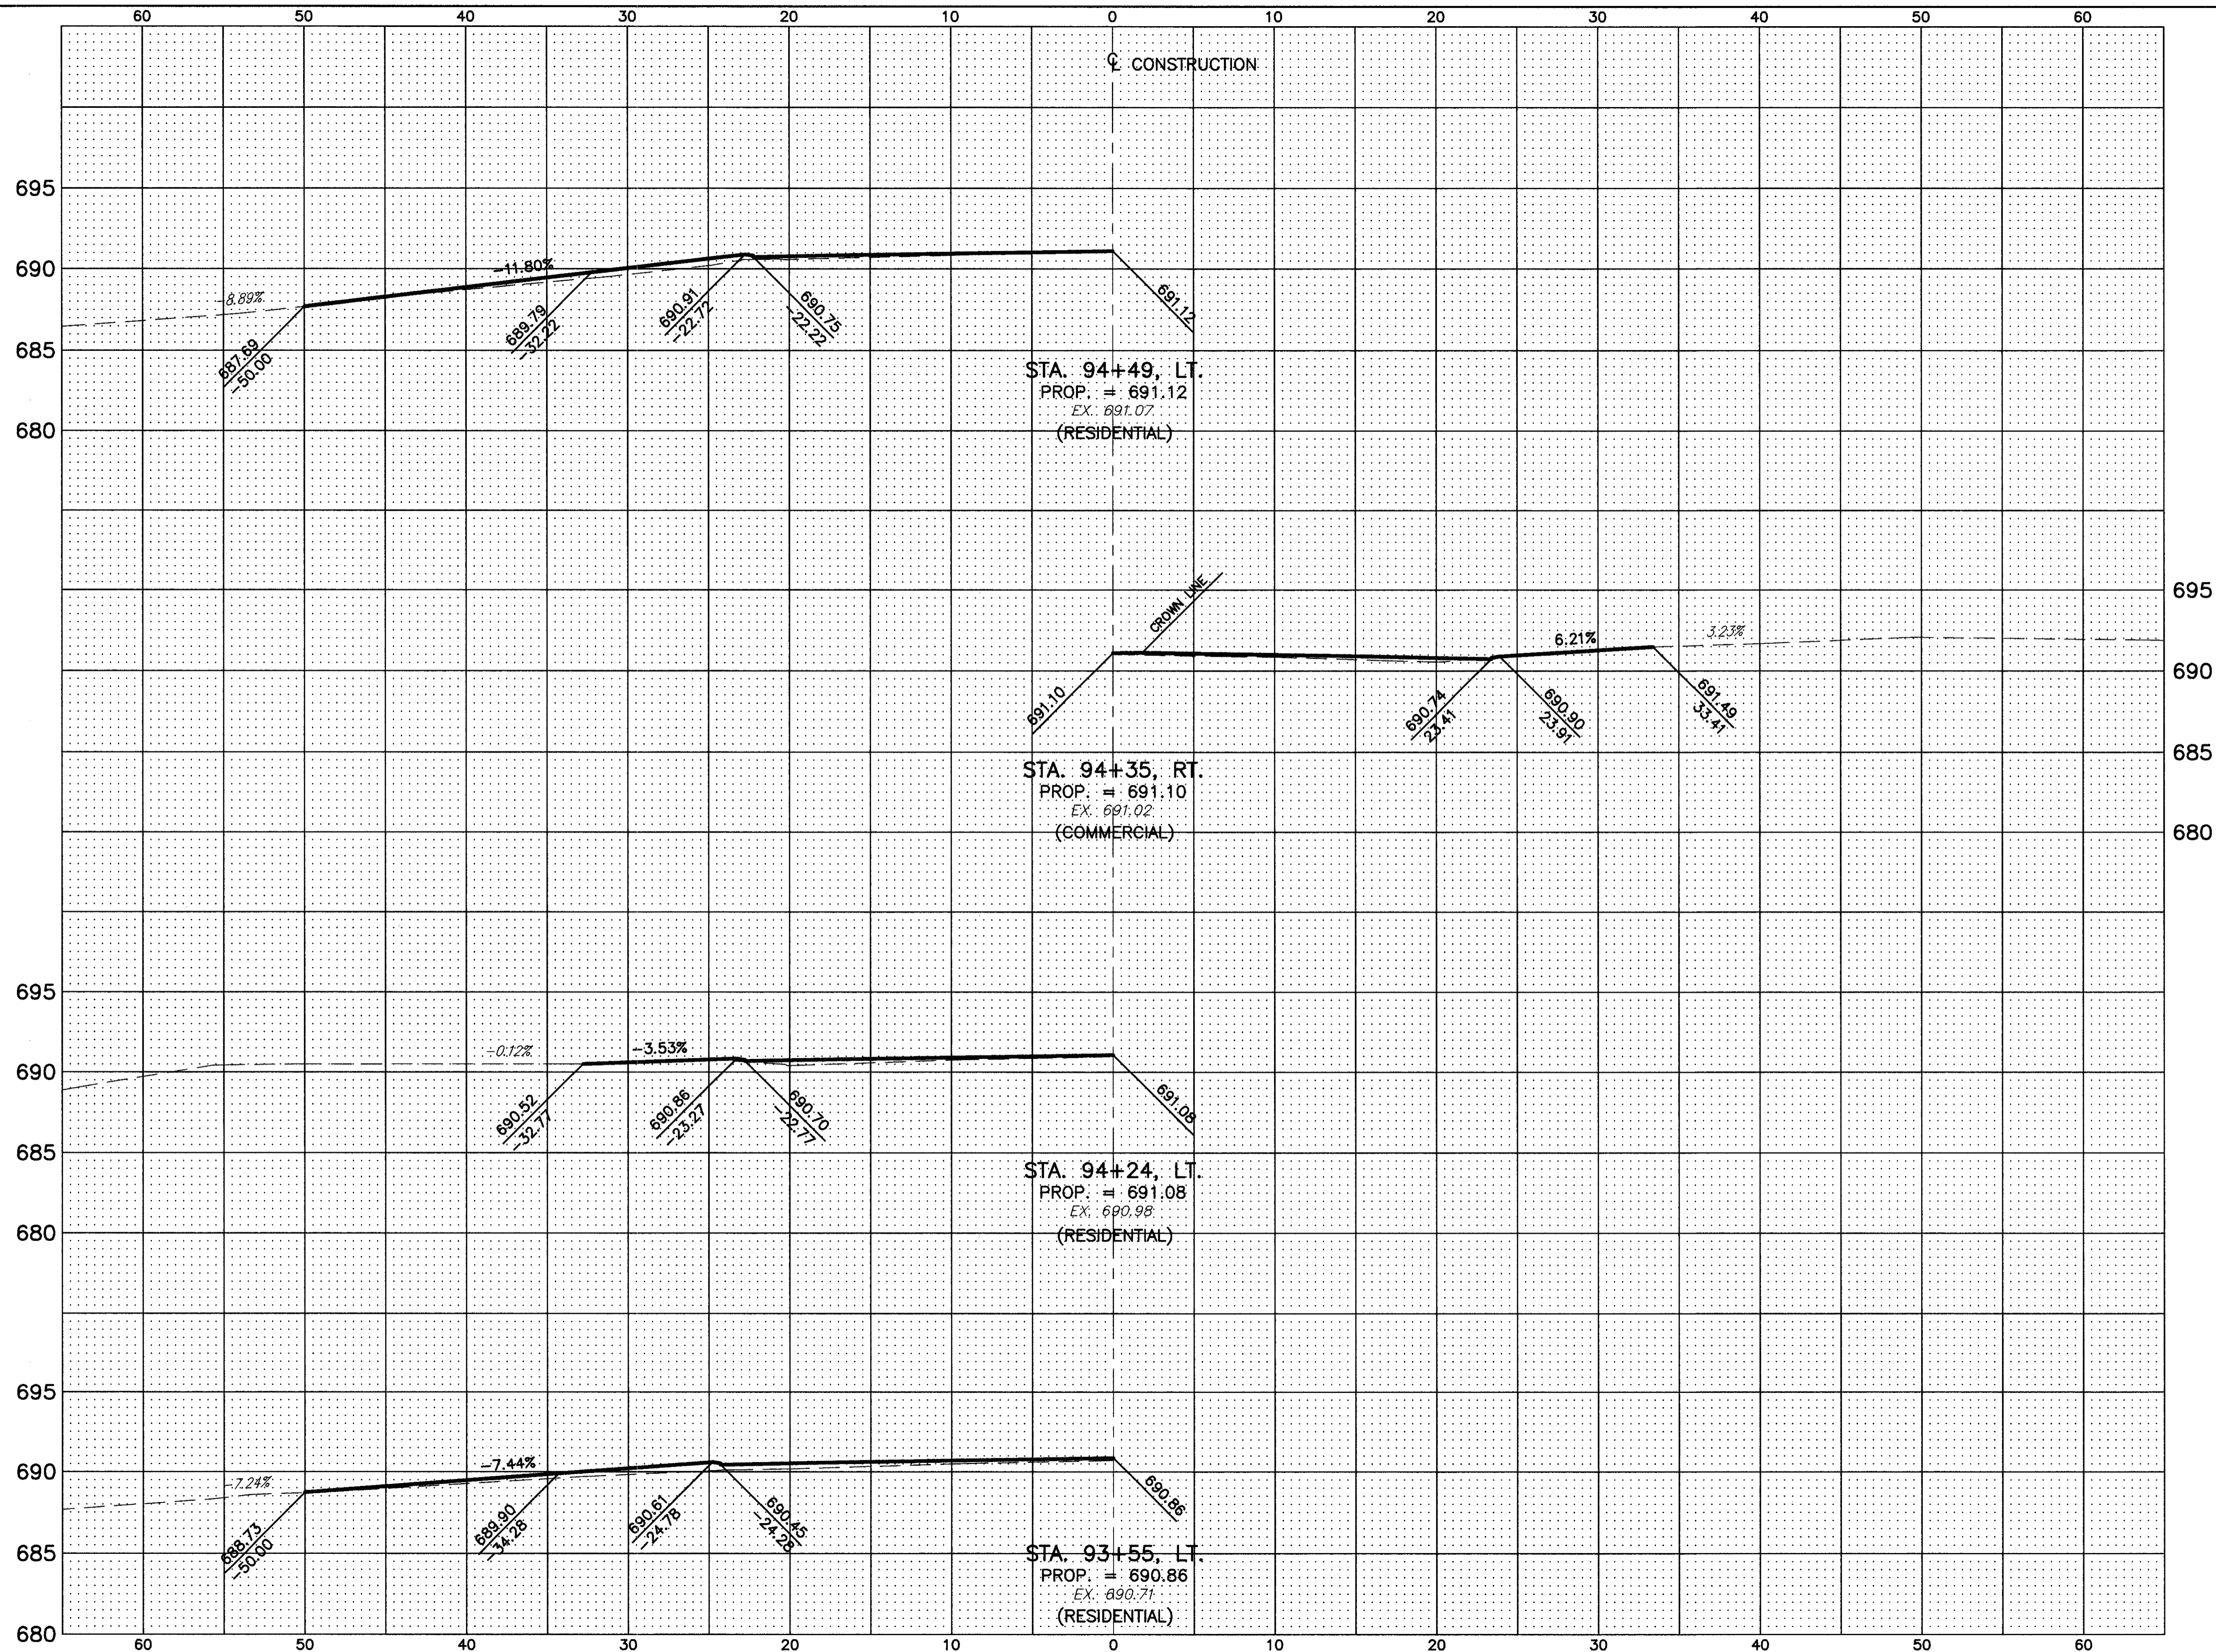 60 50 40 30 20 10 0 10 20 30 40 50 60
℄ CONSTRUCTION
695
690
685
680
-11.80%
-8.89%
687.69
-50.00
689.79
-32.22
690.91
-22.72
690.75
-22.22
691.12
STA. 94+49, LT.
PROP. = 691.12
EX. 691.07
(RESIDENTIAL)
695
690
685
680
CROWN LINE
6.21%
3.23%
691.10
690.74
23.41
690.90
23.91
691.49
33.41
STA. 94+35, RT.
PROP. = 691.10
EX. 691.02
(COMMERCIAL)
695
690
685
680
-0.12%
-3.53%
690.52
-32.77
690.86
-23.27
690.70
-22.77
691.08
STA. 94+24, LT.
PROP. = 691.08
EX. 690.98
(RESIDENTIAL)
695
690
685
680
-7.44%
-7.24%
688.73
-50.00
689.90
-34.28
690.61
-24.78
690.45
-24.28
690.86
STA. 93+55, LT.
PROP. = 690.86
EX. 690.71
(RESIDENTIAL)
60 50 40 30 20 10 0 10 20 30 40 50 60